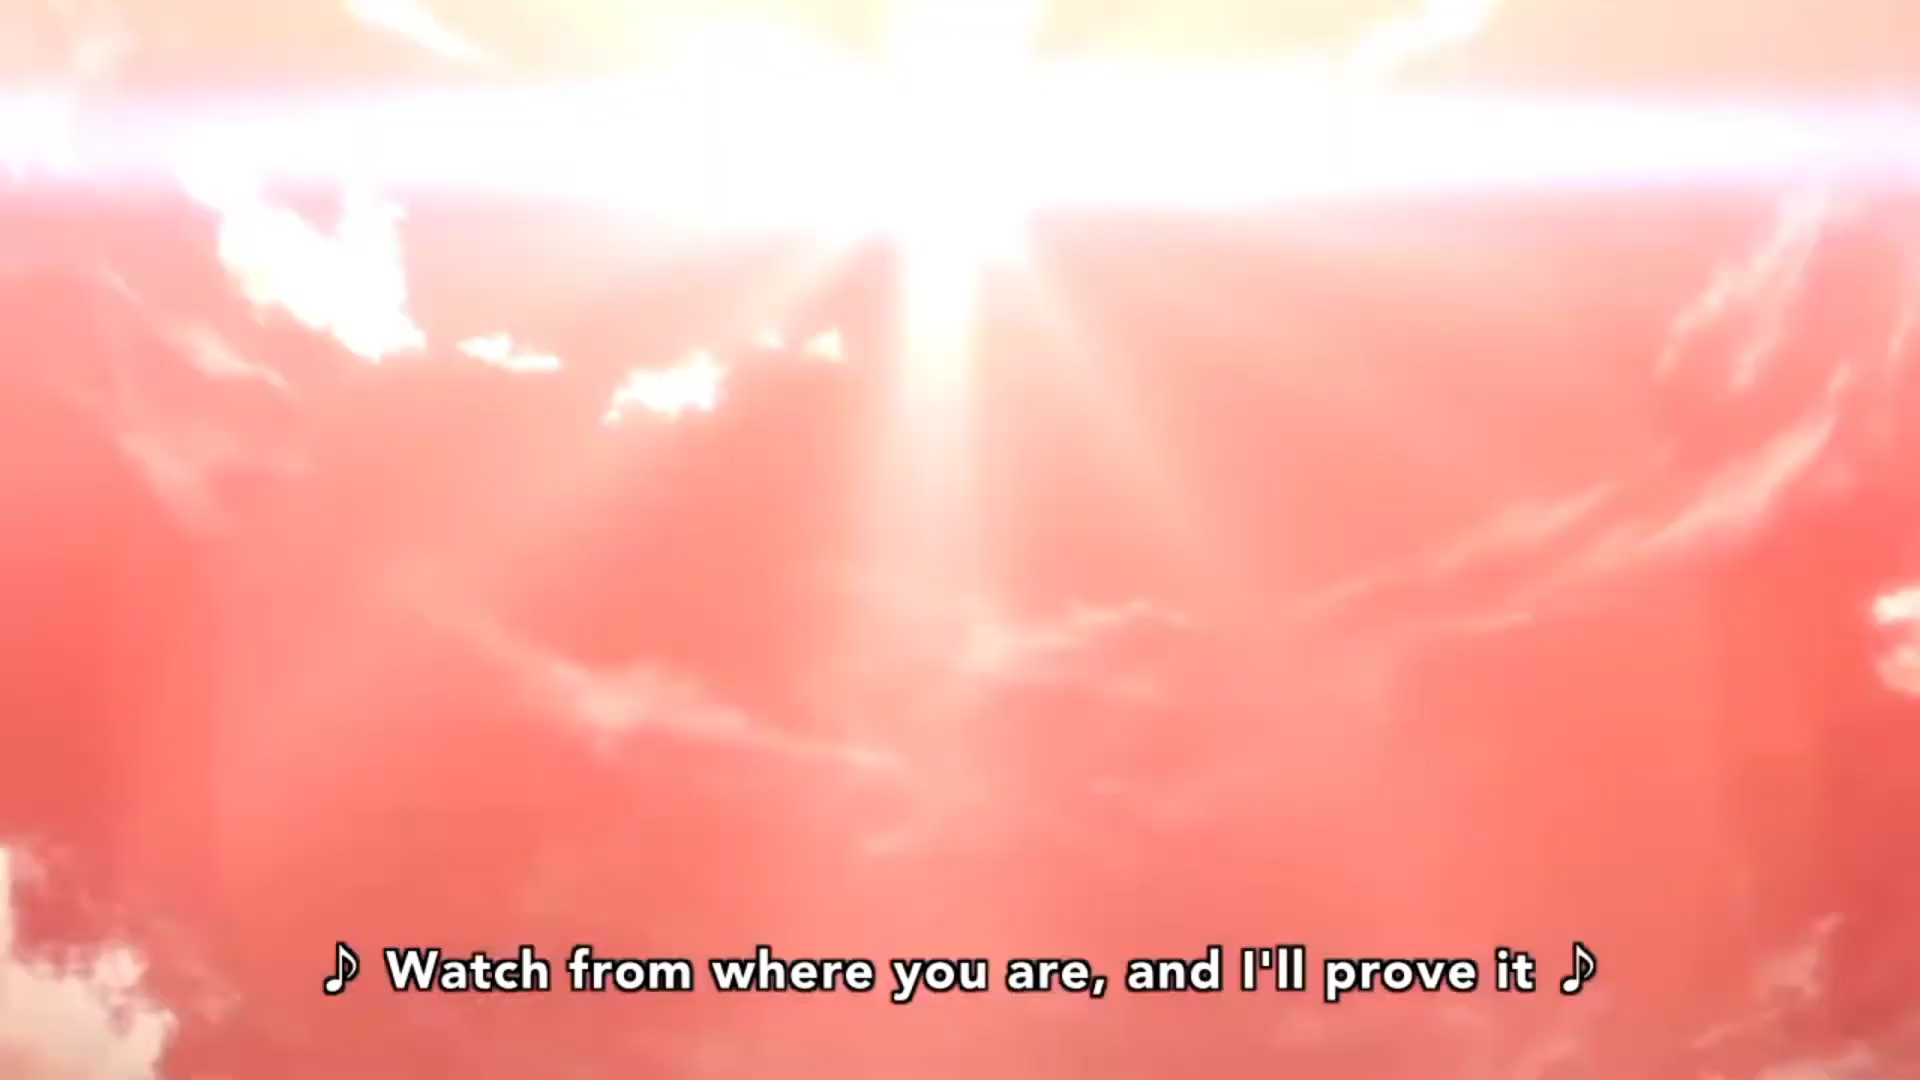 ♪ Watch from where you are, and I'll prove it ♪